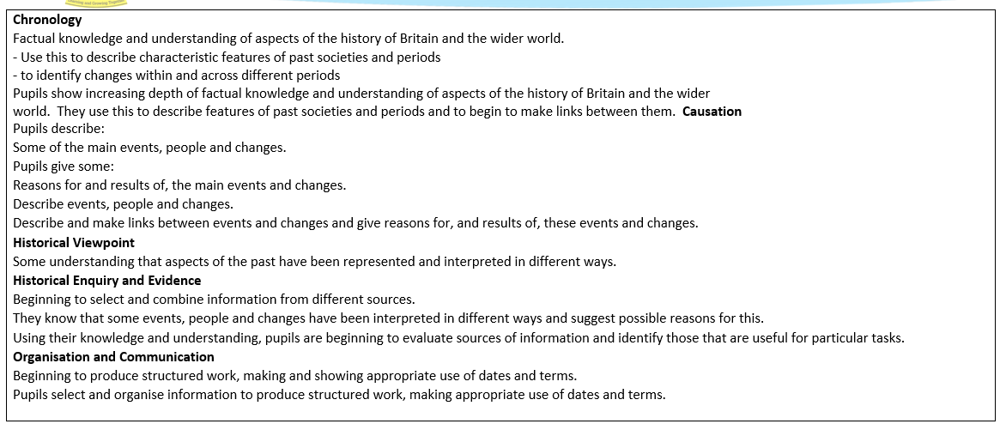 Learning and Growing Together
Chronology
Factual knowledge and understanding of aspects of the history of Britain and the wider world.
- Use this to describe characteristic features of past societies and periods
- to identify changes within and across different periods
Pupils show increasing depth of factual knowledge and understanding of aspects of the history of Britain and the wider
world.  They use this to describe features of past societies and periods and to begin to make links between them.  Causation
Pupils describe:
Some of the main events, people and changes.
Pupils give some:
Reasons for and results of, the main events and changes.
Describe events, people and changes.
Describe and make links between events and changes and give reasons for, and results of, these events and changes.
Historical Viewpoint
Some understanding that aspects of the past have been represented and interpreted in different ways.
Historical Enquiry and Evidence
Beginning to select and combine information from different sources.
They know that some events, people and changes have been interpreted in different ways and suggest possible reasons for this.
Using their knowledge and understanding, pupils are beginning to evaluate sources of information and identify those that are useful for particular tasks.
Organisation and Communication
Beginning to produce structured work, making and showing appropriate use of dates and terms.
Pupils select and organise information to produce structured work, making appropriate use of dates and terms.